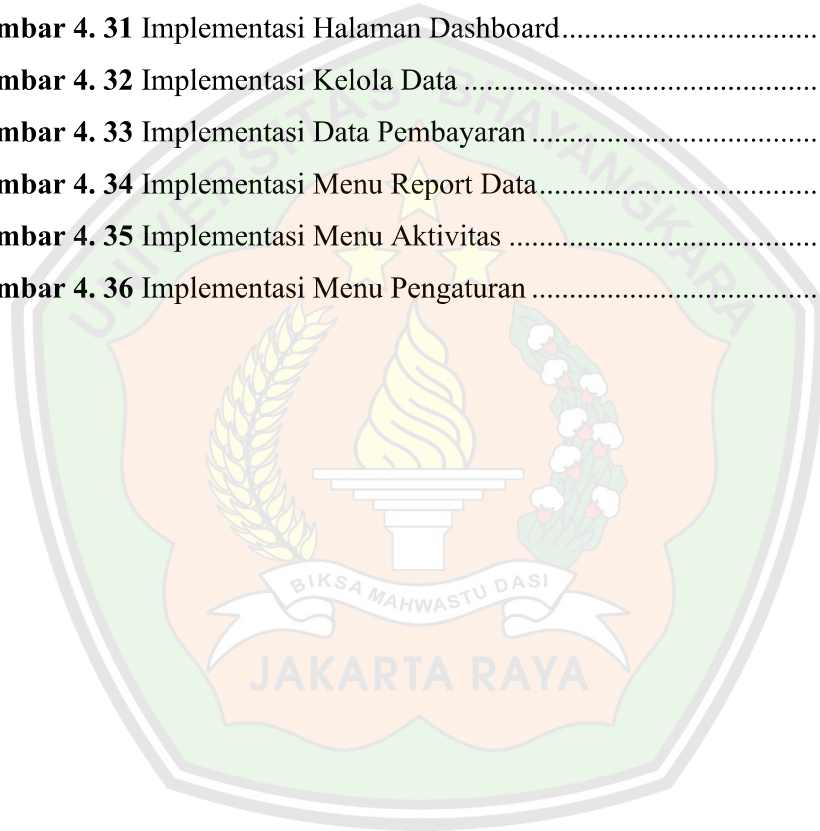 mbar 4. 31 Implementasi Halaman Dashboard..................................
mbar 4. 32 Implementasi Kelola Data ...............................................
mbar 4. 33 Implementasi Data Pembayaran ......................................
mbar 4. 34 Implementasi Menu Report Data.....................................
mbar 4. 35 Implementasi Menu Aktivitas .........................................
mbar 4. 36 Implementasi Menu Pengaturan ......................................
UNIVERSITAS BHAYANGKARA
BIKSA MAHWASTU DASI
JAKARTA RAYA